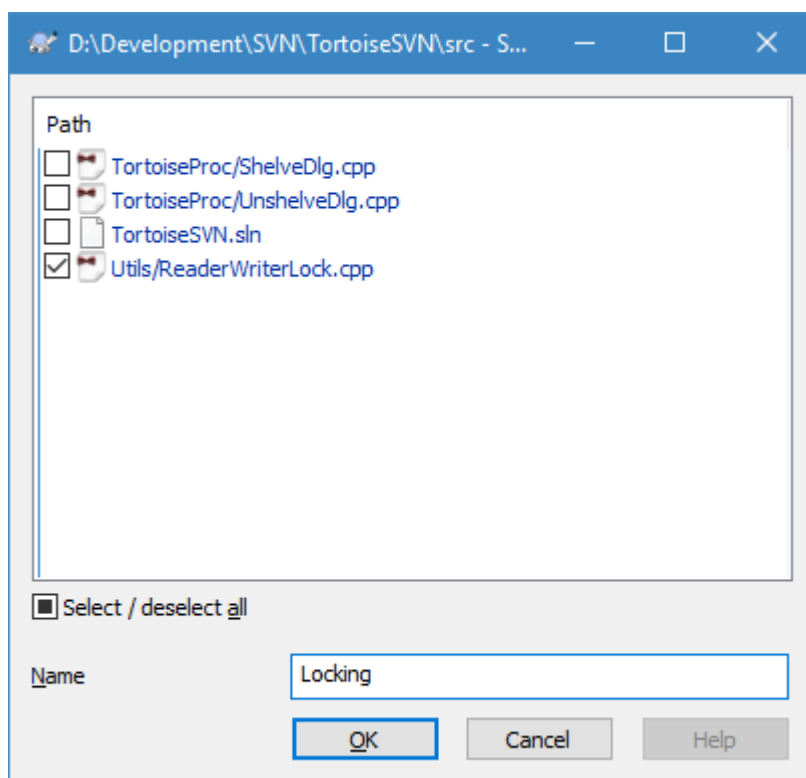 D:\Development\SVN\TortoiseSVN\src - S...
Path
TortoiseProc/ShelveDlg.cpp
TortoiseProc/UnshelveDlg.cpp
TortoiseSVN.sln
Utils/ReaderWriterLock.cpp
Select / deselect all
Name Locking
OK Cancel Help